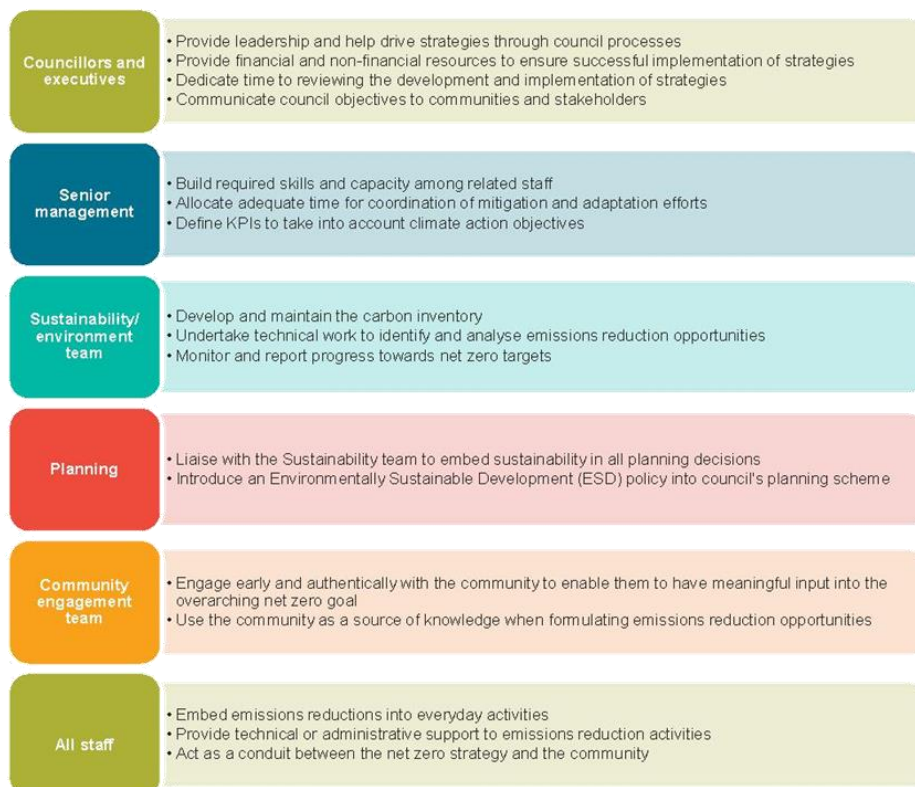 Councillors and
executives
• Provide leadership and help drive strategies through council processes
• Provide financial and non-financial resources to ensure successful implementation of strategies
• Dedicate time to reviewing the development and implementation of strategies
• Communicate council objectives to communities and stakeholders
Senior
management
• Build required skills and capacity among related staff
• Allocate adequate time for coordination of mitigation and adaptation efforts
• Define KPIs to take into account climate action objectives
Sustainability/
environment
team
• Develop and maintain the carbon inventory
• Undertake technical work to identify and analyse emissions reduction opportunities
• Monitor and report progress towards net zero targets
Planning
• Liaise with the Sustainability team to embed sustainability in all planning decisions
• Introduce an Environmentally Sustainable Development (ESD) policy into council's planning scheme
Community
engagement
team
• Engage early and authentically with the community to enable them to have meaningful input into the
overarching net zero goal
• Use the community as a source of knowledge when formulating emissions reduction opportunities
All staff
• Embed emissions reductions into everyday activities
• Provide technical or administrative support to emissions reduction activities
• Act as a conduit between the net zero strategy and the community